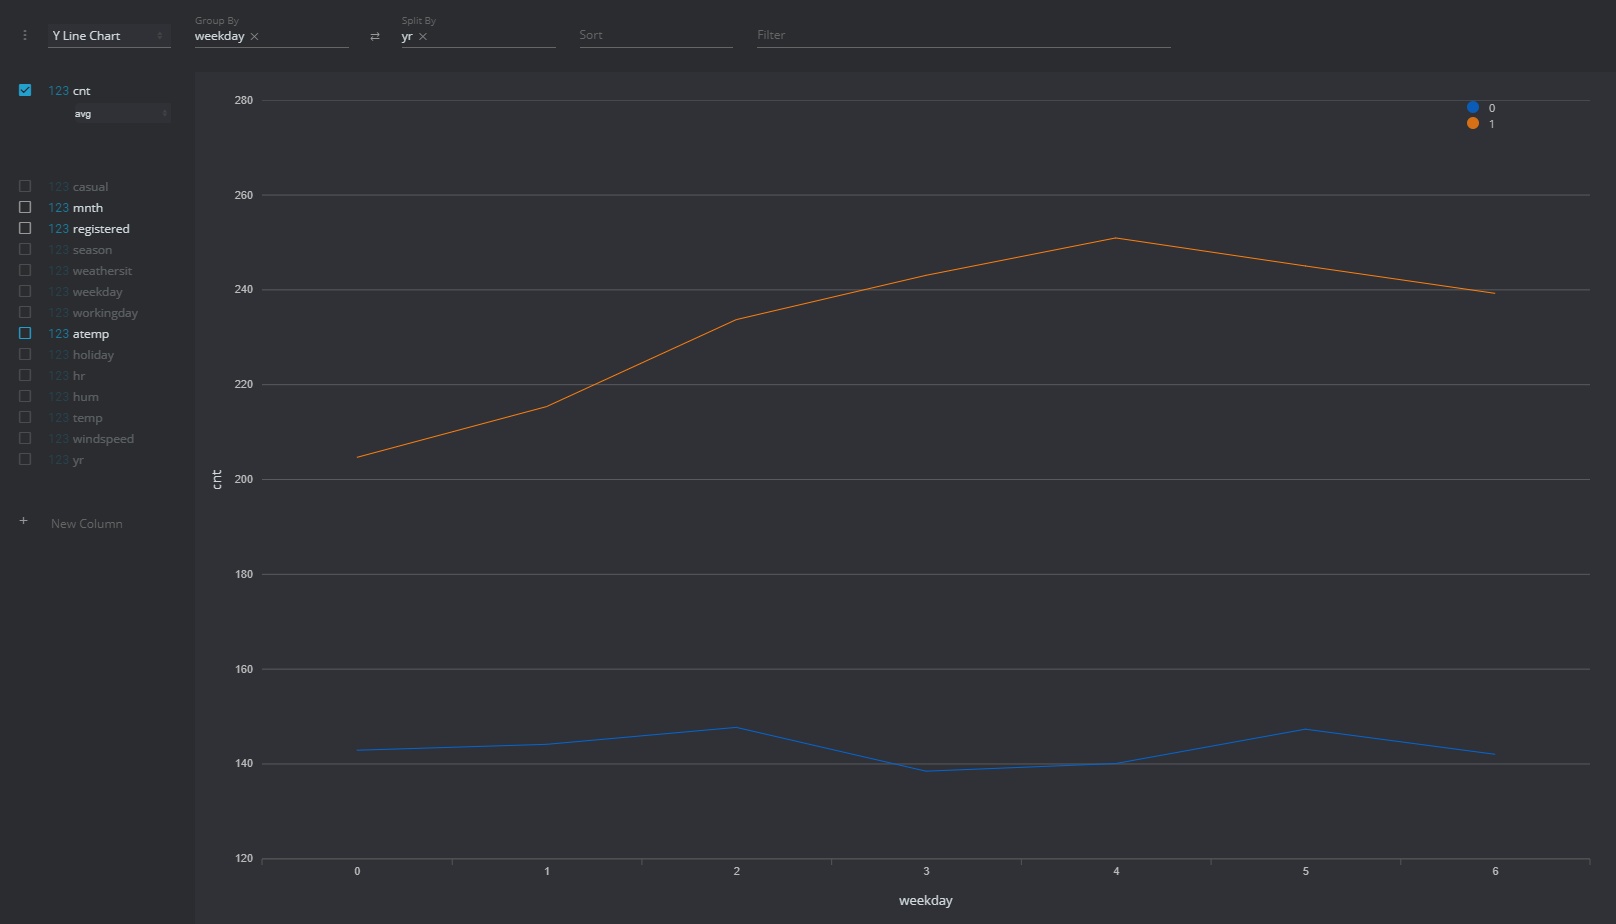 Group By
Split By
Y Line Chart
weekday
yr
Sort
Filter
123 cnt
avg
123 casual
123 mnth
123 registered
123 season
123 weathersit
123 weekday
123 workingday
123 atemp
123 holiday
123 hr
123 hum
123 temp
123 windspeed
123 yr
+ New Column
0
1
280
260
240
220
200
180
160
140
120
cnt
0 1 2 3 4 5 6
weekday